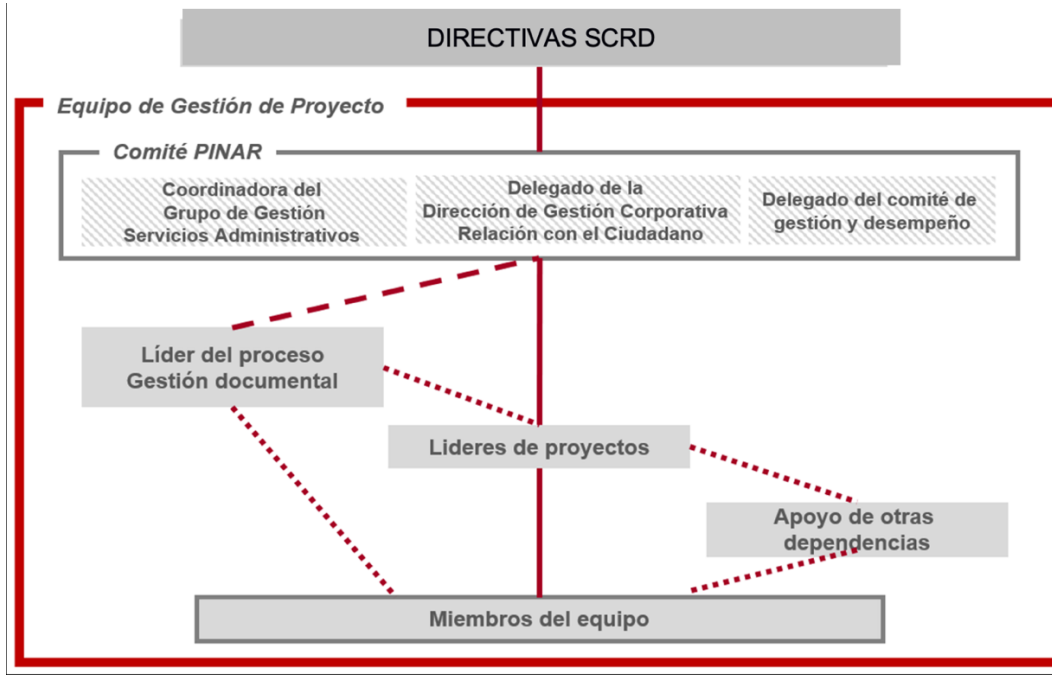 DIRECTIVAS SCRD
Equipo de Gestión de Proyecto
Comité PINAR
Coordinadora del
Grupo de Gestión
Servicios Administrativos
Delegado de la
Dirección de Gestión Corporativa
Relación con el Ciudadano
Delegado del comité de
gestión y desempeño
Líder del proceso
Gestión documental
Lideres de proyectos
Apoyo de otras
dependencias
Miembros del equipo